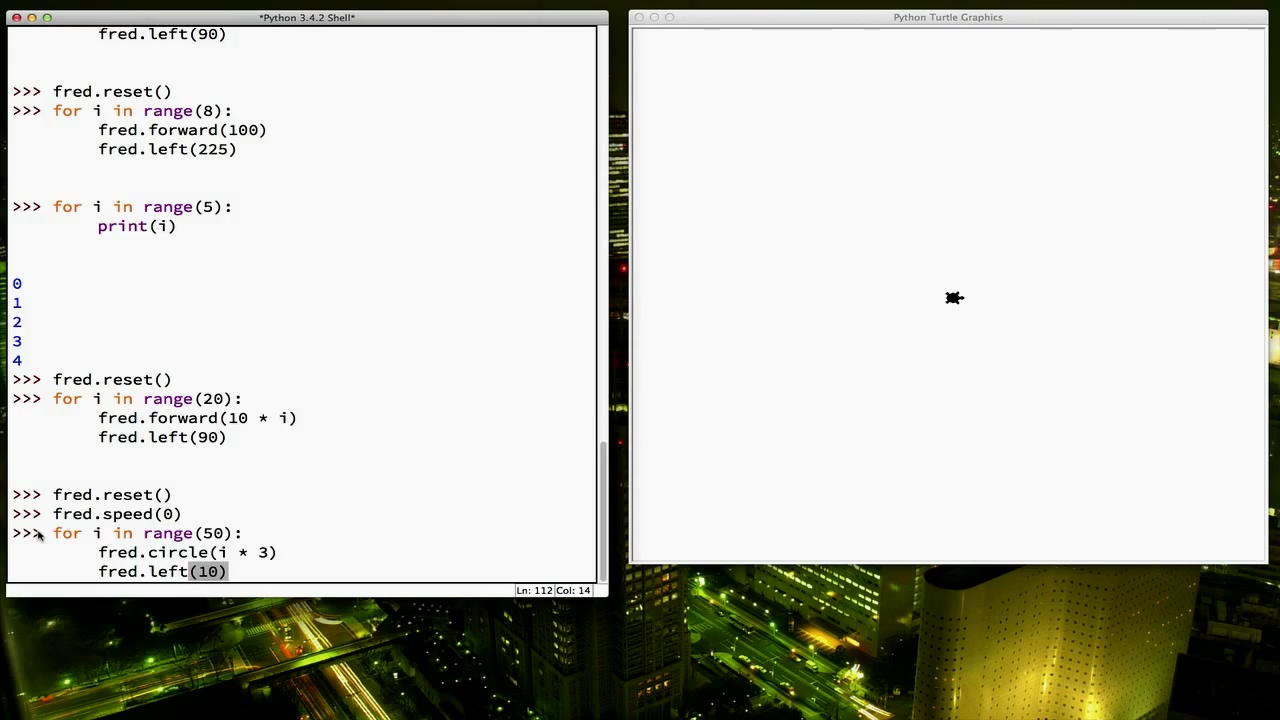 *Python 3.4.2 Shell*
fred.left(90)
>>> fred.reset()
>>> for i in range(8):
fred.forward(100)
fred.left(225)
>>> for i in range(5):
print(i)
0
1
2
3
4
>>> fred.reset()
>>> for i in range(20):
fred.forward(10 * i)
fred.left(90)
>>> fred.reset()
>>> fred.speed(0)
>>> for i in range(50):
fred.circle(i * 3)
fred.left(10)
Ln: 112 Col: 14
Python Turtle Graphics